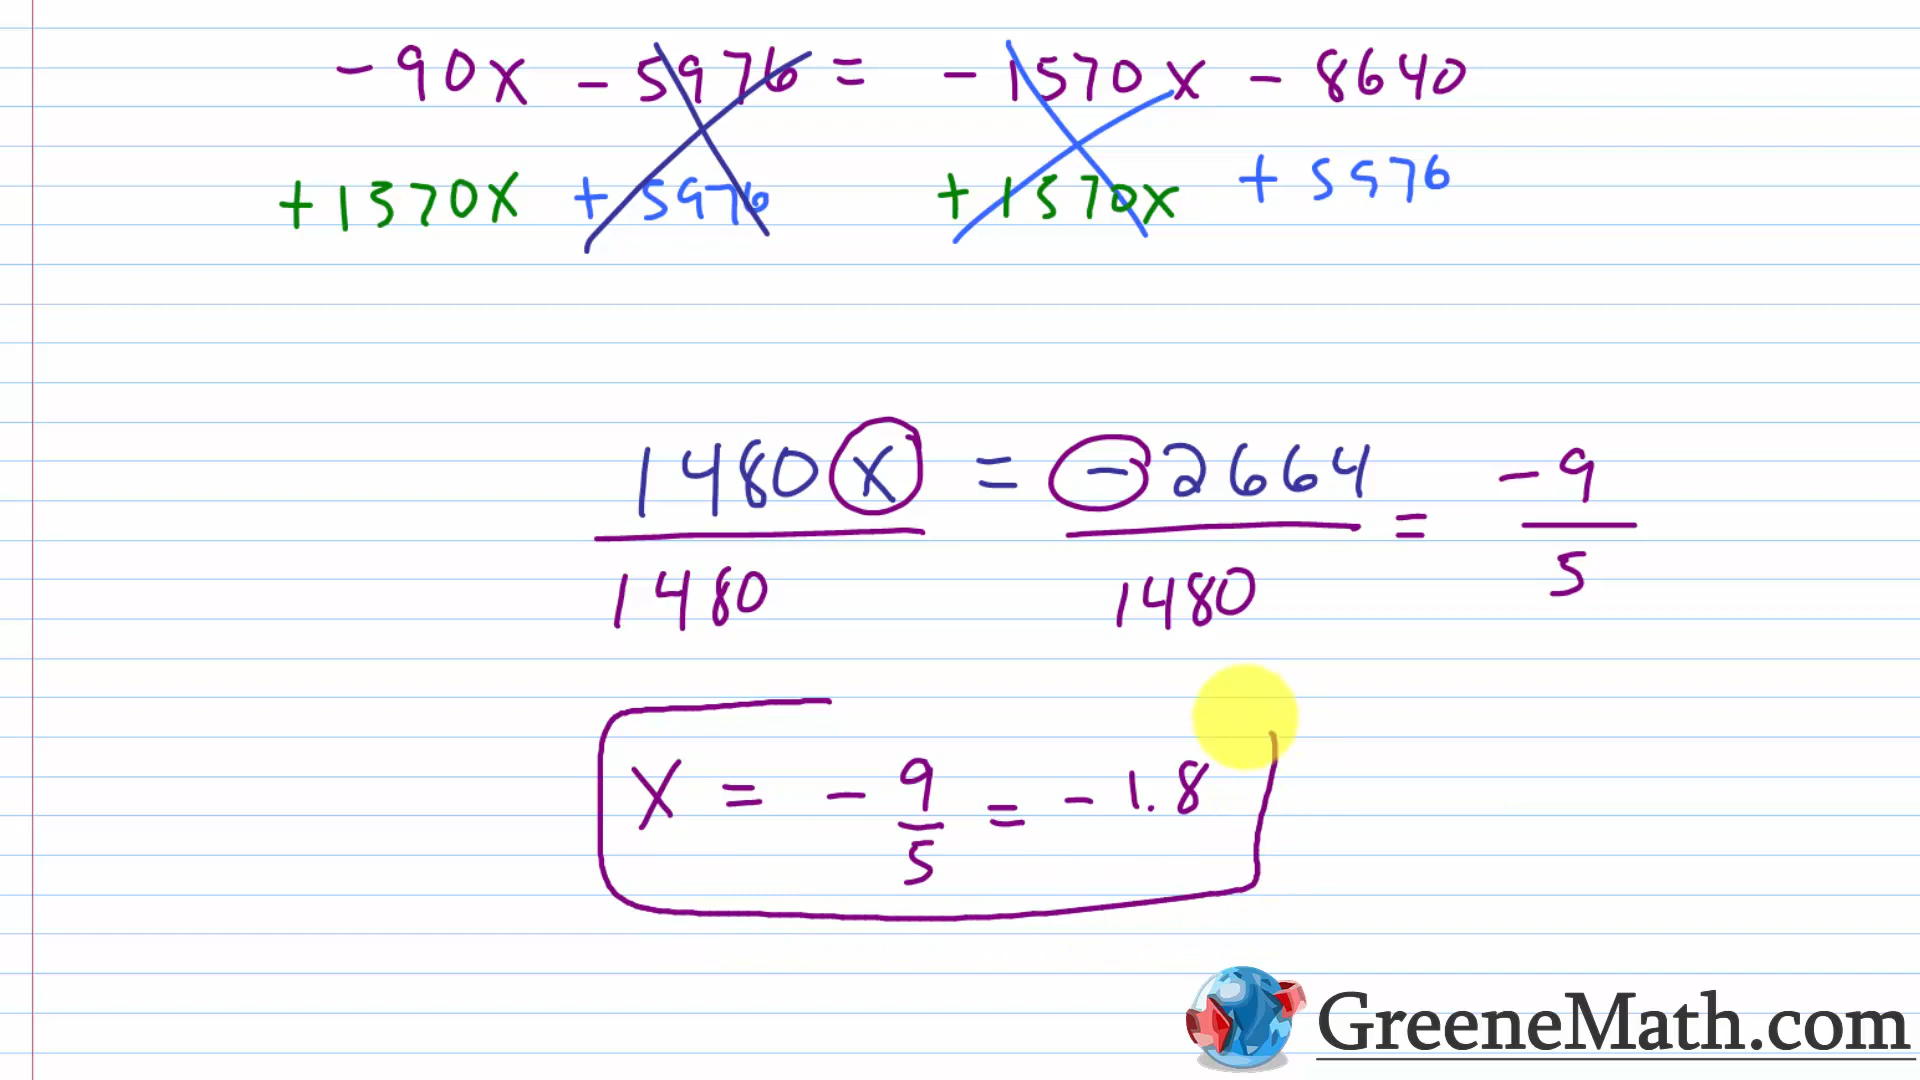 -90x - 5976 = -1570x - 8640
+1570x + 5976 +1570x + 5976
1480x = -2664 = -9
1480 1480 5
x = - 9 = -1.8
5
GreeneMath.com